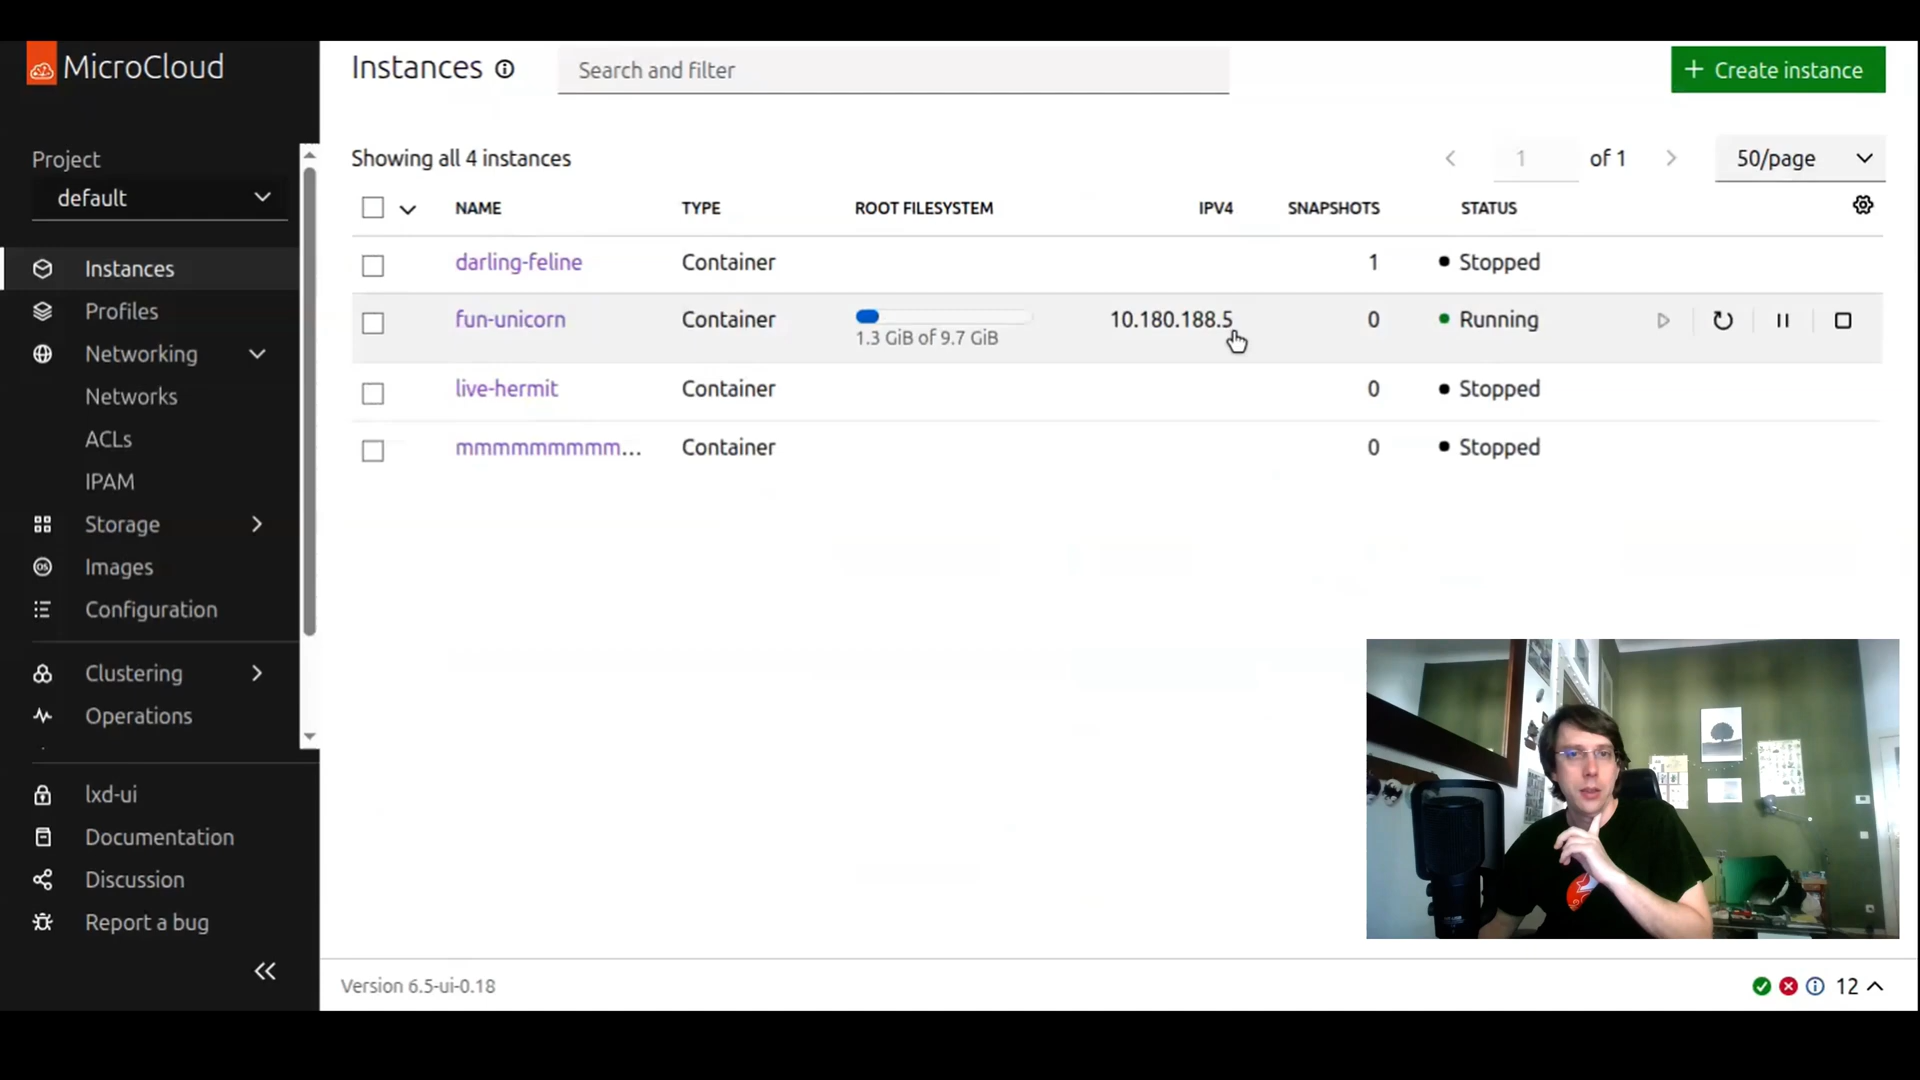 MicroCloud
Instances
Search and filter
+ Create instance
Project
default
Showing all 4 instances
1 of 1
50/page
NAME TYPE ROOT FILESYSTEM IPV4 SNAPSHOTS STATUS
darling-feline Container 1 Stopped
fun-unicorn Container 1.3 GiB of 9.7 GiB 10.180.188.5 0 Running
live-hermit Container 0 Stopped
mmmmmmmmm... Container 0 Stopped
Instances
Profiles
Networking
Networks
ACLs
IPAM
Storage
Images
Configuration
Clustering
Operations
lxd-ui
Documentation
Discussion
Report a bug
Version 6.5-ui-0.18
12